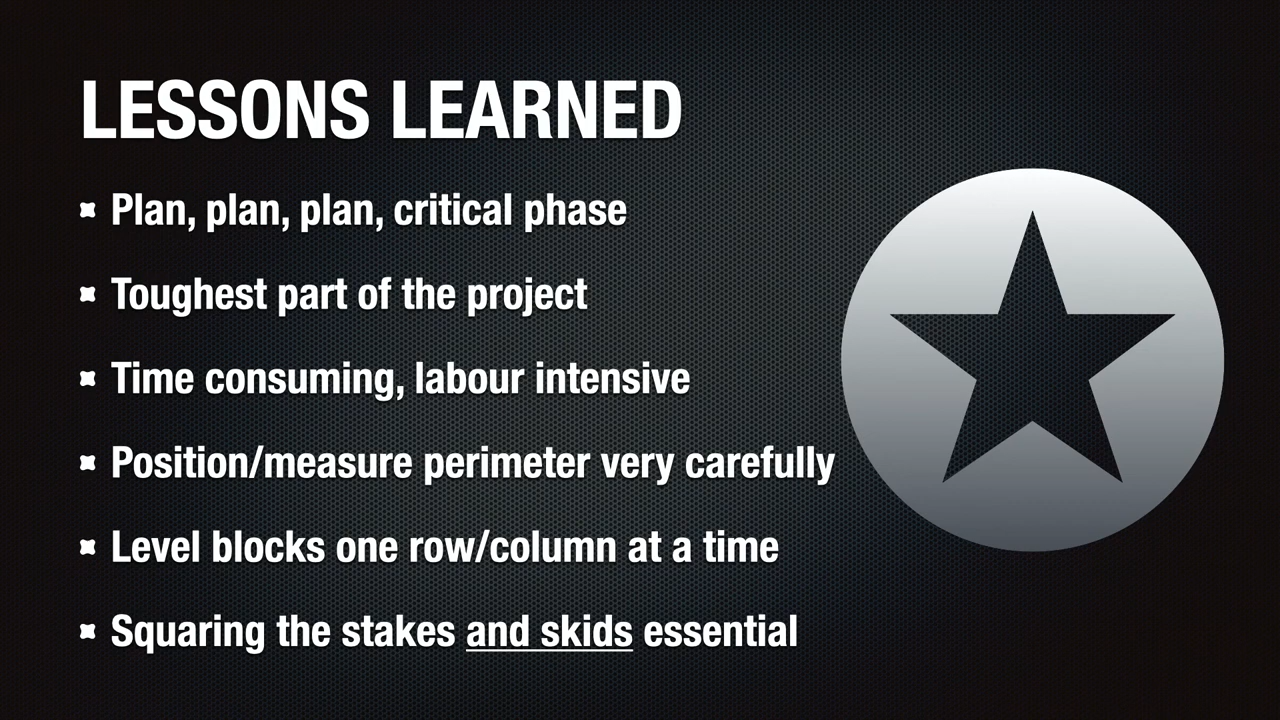 LESSONS LEARNED
Plan, plan, plan, critical phase
Toughest part of the project
Time consuming, labour intensive
Position/measure perimeter very carefully
Level blocks one row/column at a time
Squaring the stakes and skids essential